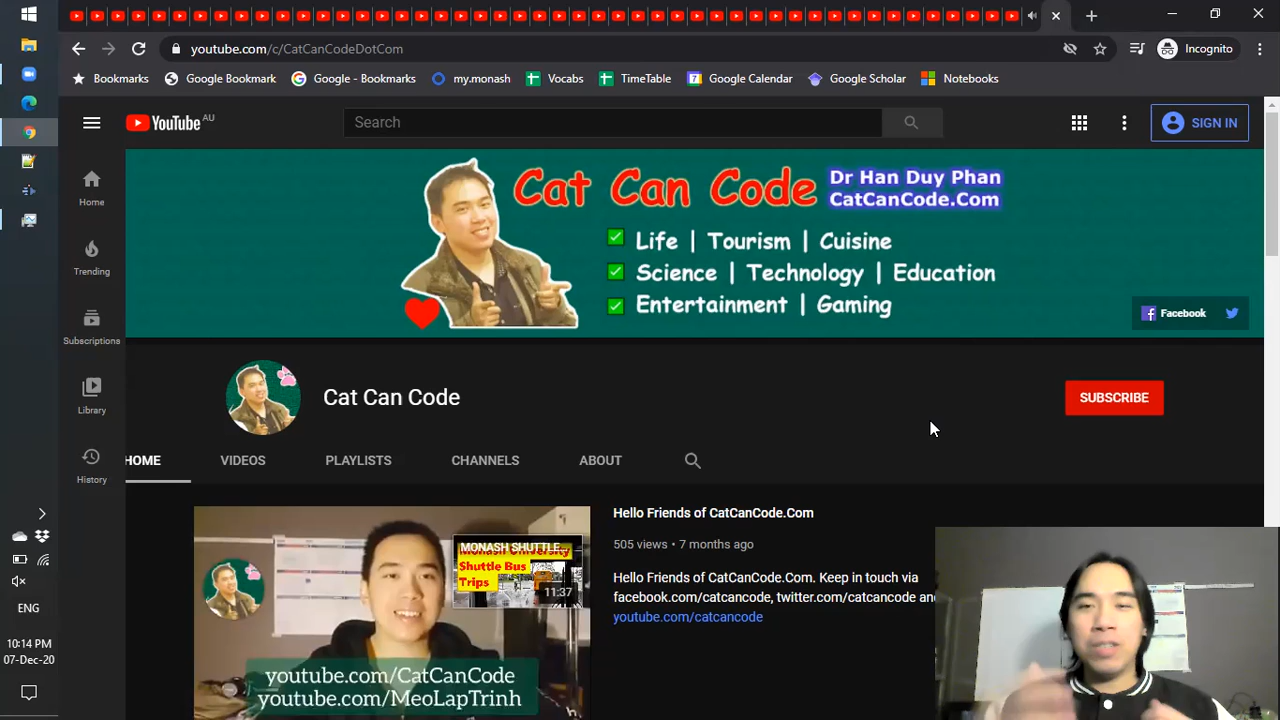 youtube.com/c/CatCanCodeDotCom
Incognito
Bookmarks
Google Bookmark
Google - Bookmarks
my.monash
Vocabs
TimeTable
Google Calendar
Google Scholar
Notebooks
YouTube AU
Search
SIGN IN
Home
Trending
Subscriptions
Library
History
Cat Can Code
Dr Han Duy Phan
CatCanCode.Com
Life | Tourism | Cuisine
Science | Technology | Education
Entertainment | Gaming
Facebook
Cat Can Code
SUBSCRIBE
HOME
VIDEOS
PLAYLISTS
CHANNELS
ABOUT
MONASH SHUTTLE...
Monash University
Shuttle Bus
Trips
11:37
youtube.com/CatCanCode
youtube.com/MeoLapTrinh
Hello Friends of CatCanCode.Com
505 views • 7 months ago
Hello Friends of CatCanCode.Com. Keep in touch via
facebook.com/catcancode, twitter.com/catcancode and
youtube.com/catcancode
ENG
10:14 PM
07-Dec-20
7